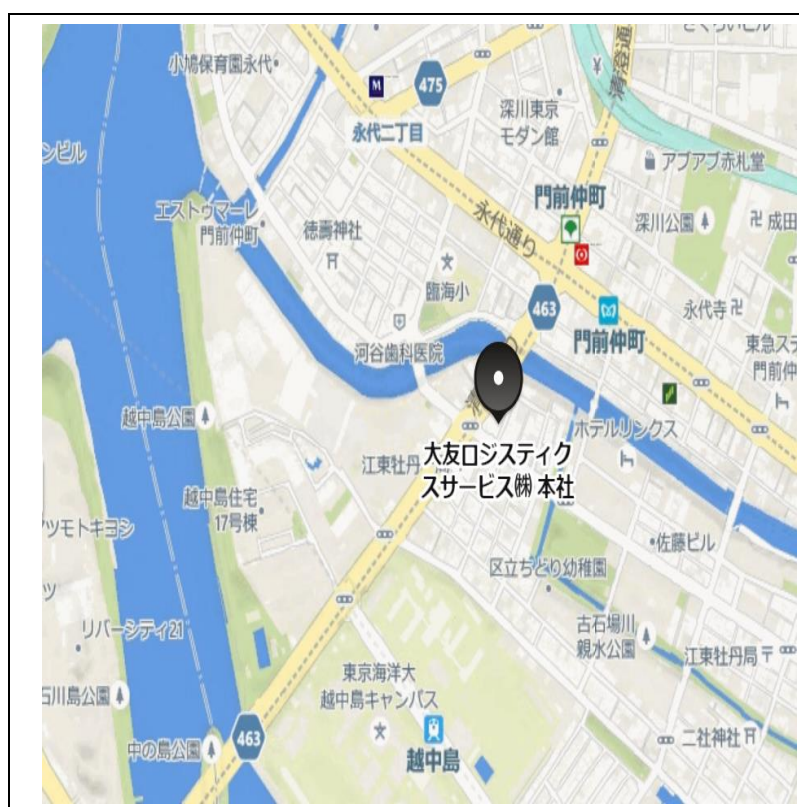 小鳩保育園永代
M
475
永代二丁目
深川東京
モダン館
清澄通
アブアブ赤札堂
門前仲町
深川公園
成田
エストゥマーレ
門前仲町
徳壽神社
永代通り
臨海小
463
永代寺
門前仲町
東急ス
門前仲
河谷歯科医院
越中島公園
ホテルリンクス
江東牡丹
大友ロジスティク
スサービス㈱ 本社
越中島住宅
17号棟
ツモトキヨシ
佐藤ビル
区立ちどり幼稚園
リバーシティ21
古石場川
親水公園
江東牡丹局
東京海洋大
越中島キャンパス
石川島公園
463
中の島公園
越中島
二社神社